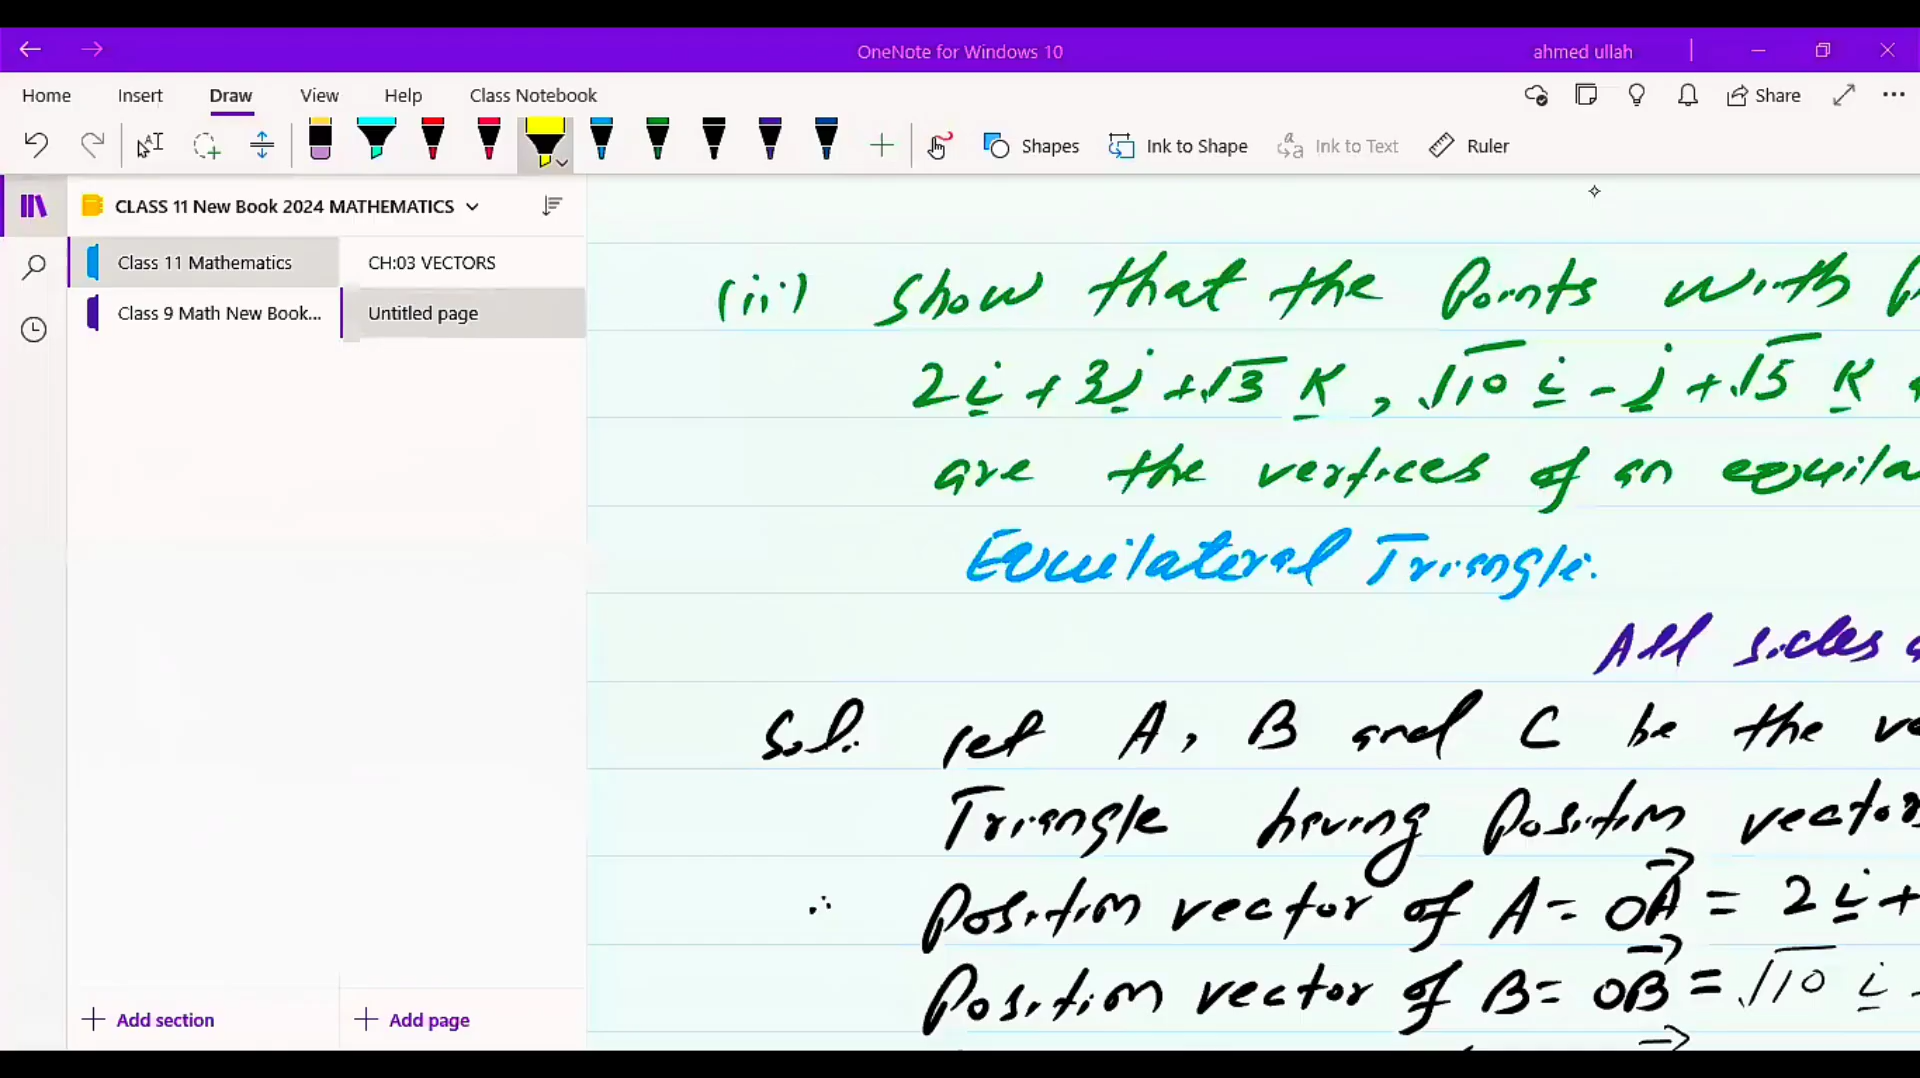 OneNote for Windows 10
ahmed ullah
Home Insert Draw View Help Class Notebook Share
Shapes Ink to Shape Ink to Text Ruler
CLASS 11 New Book 2024 MATHEMATICS
Class 11 Mathematics
CH:03 VECTORS
Class 9 Math New Book...
Untitled page
(ii) Show that the Points with P
2i + 3j + √3 K , √10 i - j + √5 K
are the vertices of an equila
Equilateral Triangle.
All sides
Sol: let A, B and C be the ve
Triangle having Position vectors
∴ Position vector of A = OA = 2i +
Position vector of B = OB = √10 i -
Add section
Add page